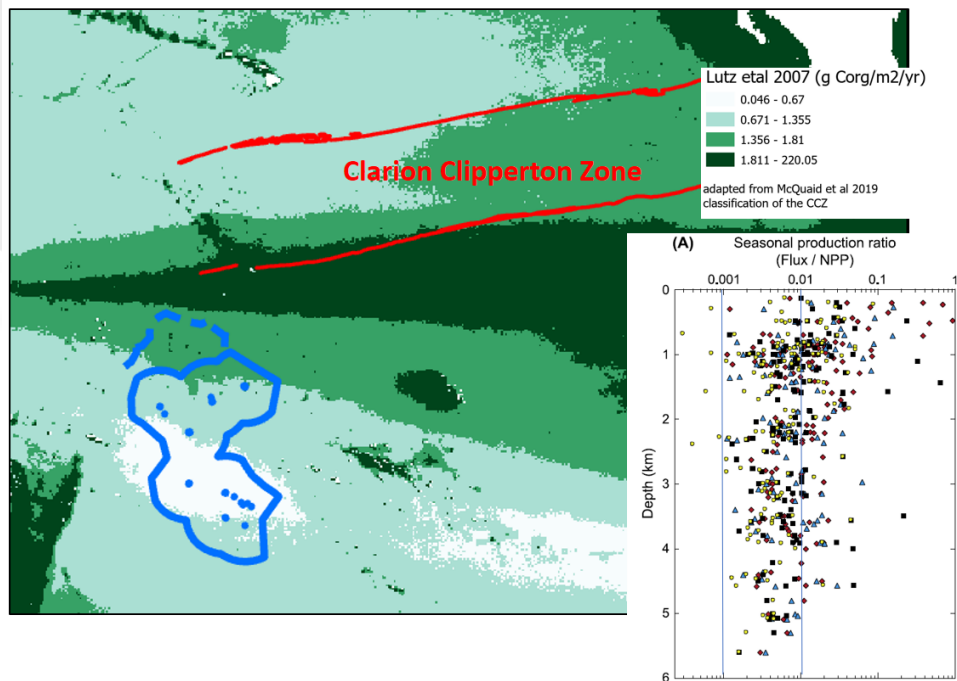 Lutz etal 2007 (g Corg/m2/yr)
0.046 - 0.67
0.671 - 1.355
1.356 - 1.81
1.811 - 220.05
adapted from McQuaid et al 2019
classification of the CCZ
Clarion Clipperton Zone
(A) Seasonal production ratio
(Flux / NPP)
0.001 0.01 0.1 1
0
1
2
3
4
5
6
Depth (km)